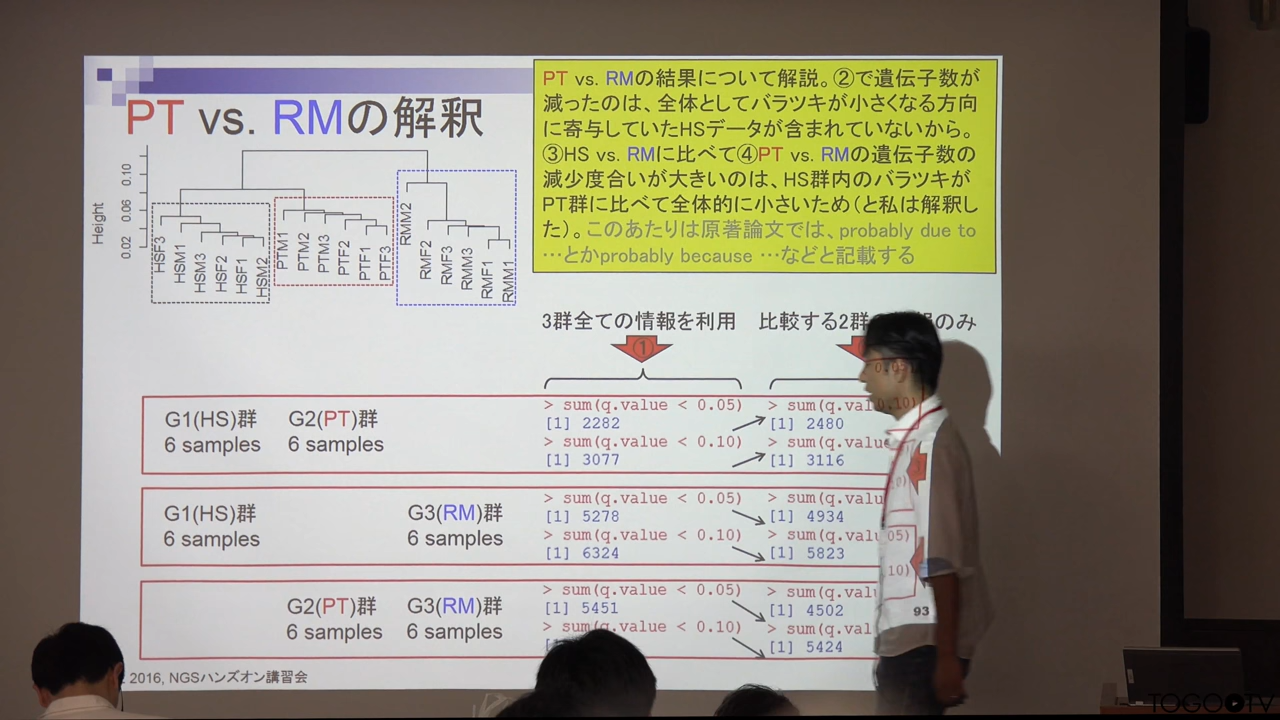 PT vs. RMの解釈
PT vs. RMの結果について解説。②で遺伝子数が
減ったのは、全体としてバラツキが小さくなる方向
に寄与していたHSデータが含まれていないから。
③HS vs. RMに比べて④PT vs. RMの遺伝子数の
減少度合いが大きいのは、HS群内のバラツキが
PT群に比べて全体的に小さいため(と私は解釈し
た)。このあたりは原著論文では、probably due to
…とかprobably because …などと記載する
Height
0.02 0.06 0.10
HSF3
HSM1
HSM3
HSF2
HSF1
HSM2
PTM1
PTM2
PTM3
PTF2
PTF1
PTF3
RMM2
RMF2
RMF3
RMM3
RMF1
RMM1
3群全ての情報を利用
比較する2群の
のみ
①
G1(HS)群 G2(PT)群
6 samples 6 samples
> sum(q.value < 0.05)
[1] 2282
> sum(q.value < 0.10)
[1] 3077
> sum(q.val
[1] 2480
> sum(q.value
[1] 3116
G1(HS)群 G3(RM)群
6 samples 6 samples
> sum(q.value < 0.05)
[1] 5278
> sum(q.value < 0.10)
[1] 6324
> sum(q.valu
[1] 4934
> sum(q.valu
[1] 5823
G2(PT)群 G3(RM)群
6 samples 6 samples
> sum(q.value < 0.05)
[1] 5451
> sum(q.value < 0.10)
> sum(q.valu
[1] 4502
> sum(q.val
[1] 5424
93
2016, NGSハンズオン講習会
TOGOTV